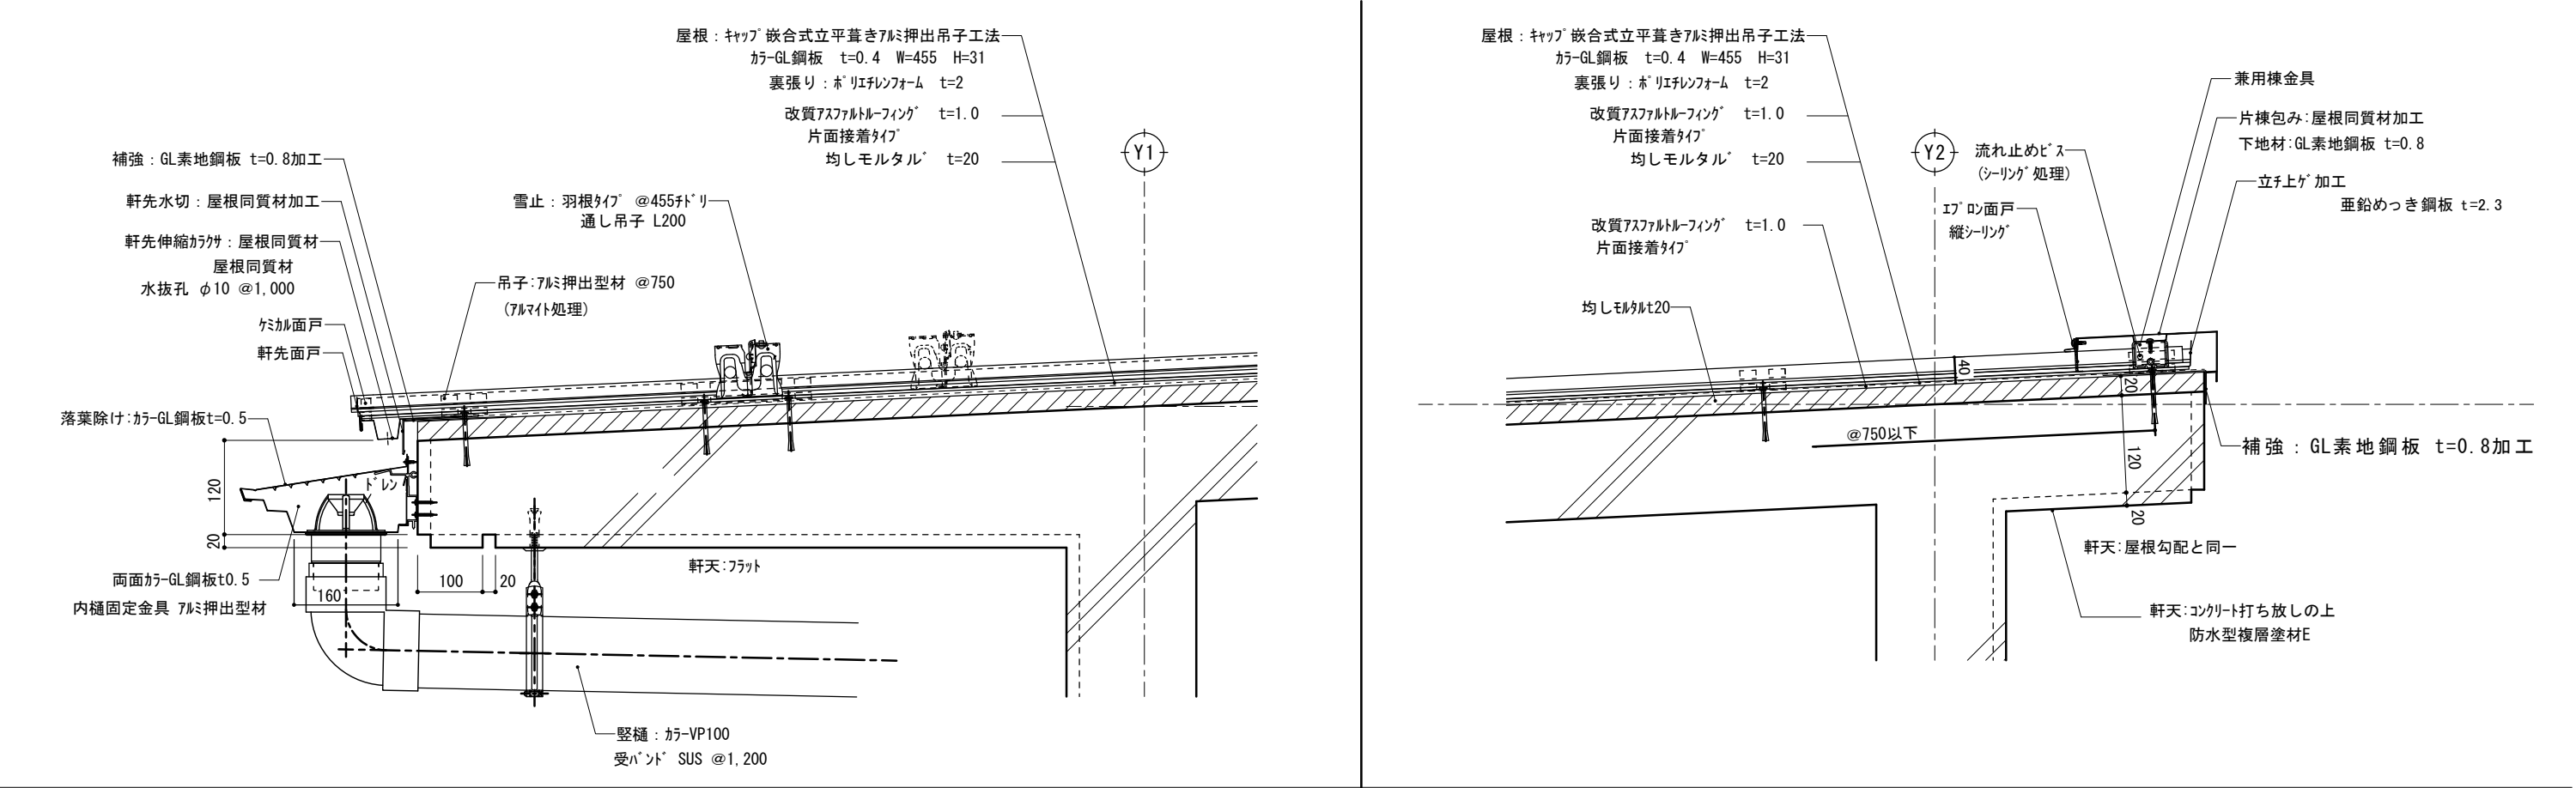 屋根：ｷｬｯﾌﾟ嵌合式立平葺きｱﾙﾐ押出吊子工法
ｶﾗｰGL鋼板　t=0.4　W=455　H=31
裏張り：ﾎﾟﾘｴﾁﾚﾝﾌｫｰﾑ　t=2
改質ｱｽﾌｧﾙﾄﾙｰﾌｨﾝｸﾞ　t=1.0
片面接着ﾀｲﾌﾟ
均しモルタルﾞ　t=20
Y1
補強：GL素地鋼板 t=0.8加工
軒先水切：屋根同質材加工
軒先伸縮ｶﾗｸｻ：屋根同質材
屋根同質材
水抜孔 φ10 @1,000
ｹﾐｶﾙ面戸
軒先面戸
雪止：羽根ﾀｲﾌﾟ @455ﾁﾄﾞﾘ
通し吊子 L200
吊子:ｱﾙﾐ押出型材 @750
(ｱﾙﾏｲﾄ処理)
落葉除け:ｶﾗｰGL鋼板t=0.5
ﾄﾞﾚﾝ
120
20
両面ｶﾗｰGL鋼板t0.5
内樋固定金具 ｱﾙﾐ押出型材
160
100
20
軒天:ﾌﾗｯﾄ
竪樋：ｶﾗｰVP100
受ﾊﾞﾝﾄﾞ SUS @1,200
屋根：ｷｬｯﾌﾟ嵌合式立平葺きｱﾙﾐ押出吊子工法
ｶﾗｰGL鋼板　t=0.4　W=455　H=31
裏張り：ﾎﾟﾘｴﾁﾚﾝﾌｫｰﾑ　t=2
改質ｱｽﾌｧﾙﾄﾙｰﾌｨﾝｸﾞ　t=1.0
片面接着ﾀｲﾌﾟ
均しモルタルﾞ　t=20
改質ｱｽﾌｧﾙﾄﾙｰﾌｨﾝｸﾞ　t=1.0
片面接着ﾀｲﾌﾟ
均しﾓﾙﾀﾙt20
Y2
流れ止めﾋﾞｽ
(ｼｰﾘﾝｸﾞ処理)
ｴﾌﾟﾛﾝ面戸
縦ｼｰﾘﾝｸﾞ
兼用棟金具
片棟包み:屋根同質材加工
下地材:GL素地鋼板 t=0.8
立ﾁ上ｹﾞ加工
亜鉛めっき鋼板 t=2.3
40
20
@750以下
120
20
補強：GL素地鋼板 t=0.8加工
軒天:屋根勾配と同一
軒天:ｺﾝｸﾘｰﾄ打ち放しの上
防水型複層塗材E